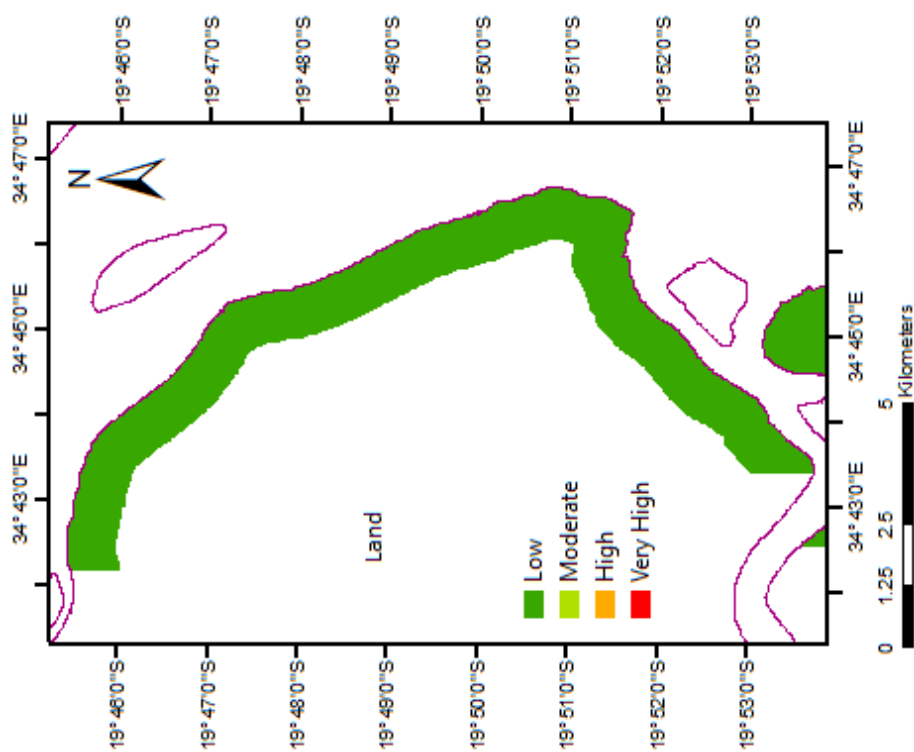 34° 43'0"E 34° 45'0"E 34° 47'0"E
N
19° 46'0"S 19° 46'0"S
19° 47'0"S 19° 47'0"S
19° 48'0"S 19° 48'0"S
19° 49'0"S 19° 49'0"S
19° 50'0"S 19° 50'0"S
19° 51'0"S 19° 51'0"S
19° 52'0"S 19° 52'0"S
19° 53'0"S 19° 53'0"S
Land
Low
Moderate
High
Very High
34° 43'0"E 34° 45'0"E 34° 47'0"E
0 1.25 2.5 5
Kilometers